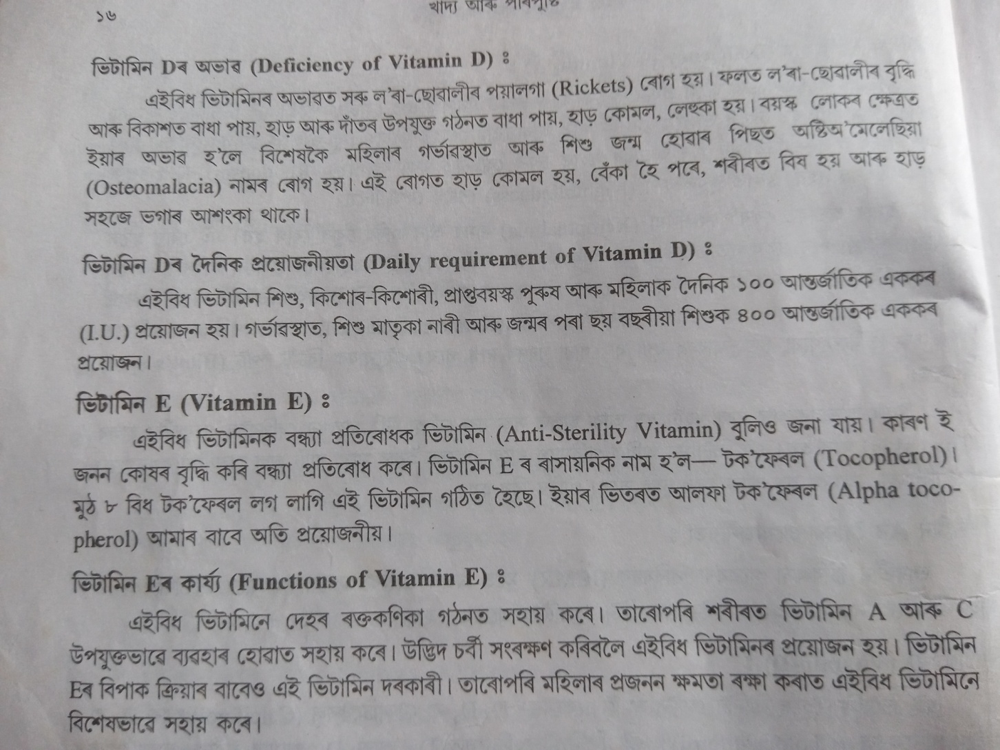 ১৬
খাদ্য আৰু পৰিপুষ্টি
ভিটামিন Dৰ অভাৱ (Deficiency of Vitamin D) ঃ
এইবিধ ভিটামিনৰ অভাৱত সৰু ল'ৰা-ছোৱালীৰ পয়ালগা (Rickets) ৰোগ হয়। ফলত ল'ৰা-ছোৱালীৰ বৃদ্ধি
আৰু বিকাশত বাধা পায়, হাড় আৰু দাঁতৰ উপযুক্ত গঠনত বাধা পায়, হাড় কোমল, লেহুকা হয়। বয়স্ক লোকৰ ক্ষেত্ৰত
ইয়াৰ অভাৱ হ'লে বিশেষকৈ মহিলাৰ গৰ্ভাৱস্থাত আৰু শিশু জন্ম হোৱাৰ পিছত অষ্টিঅ'মেলেছিয়া
(Osteomalacia) নামৰ ৰোগ হয়। এই ৰোগত হাড় কোমল হয়, বেঁকা হৈ পৰে, শৰীৰত বিষ হয় আৰু হাড়
সহজে ভগাৰ আশংকা থাকে।
ভিটামিন Dৰ দৈনিক প্ৰয়োজনীয়তা (Daily requirement of Vitamin D) ঃ
এইবিধ ভিটামিন শিশু, কিশোৰ-কিশোৰী, প্ৰাপ্তবয়স্ক পুৰুষ আৰু মহিলাক দৈনিক ১০০ আন্তৰ্জাতিক এককৰ
(I.U.) প্ৰয়োজন হয়। গৰ্ভাৱস্থাত, শিশু মাতৃকা নাৰী আৰু জন্মৰ পৰা ছয় বছৰীয়া শিশুক ৪০০ আন্তৰ্জাতিক এককৰ
প্ৰয়োজন।
ভিটামিন E (Vitamin E) ঃ
এইবিধ ভিটামিনক বন্ধ্যা প্ৰতিৰোধক ভিটামিন (Anti-Sterility Vitamin) বুলিও জনা যায়। কাৰণ ই
জনন কোষৰ বৃদ্ধি কৰি বন্ধ্যা প্ৰতিৰোধ কৰে। ভিটামিন E ৰ ৰাসায়নিক নাম হ'ল— টক'ফেৰল (Tocopherol)।
মুঠ ৮ বিধ টক'ফেৰল লগ লাগি এই ভিটামিন গঠিত হৈছে। ইয়াৰ ভিতৰত আলফা টক'ফেৰল (Alpha toco-
pherol) আমাৰ বাবে অতি প্ৰয়োজনীয়।
ভিটামিন Eৰ কাৰ্য্য (Functions of Vitamin E) ঃ
এইবিধ ভিটামিনে দেহৰ ৰক্তকণিকা গঠনত সহায় কৰে। তাৰোপৰি শৰীৰত ভিটামিন A আৰু C
উপযুক্তভাৱে ব্যৱহাৰ হোৱাত সহায় কৰে। উদ্ভিদ চৰ্বী সংৰক্ষণ কৰিবলৈ এইবিধ ভিটামিনৰ প্ৰয়োজন হয়। ভিটামিন
Eৰ বিপাক ক্ৰিয়াৰ বাবেও এই ভিটামিন দৰকাৰী। তাৰোপৰি মহিলাৰ প্ৰজনন ক্ষমতা ৰক্ষা কৰাত এইবিধ ভিটামিনে
বিশেষভাৱে সহায় কৰে।